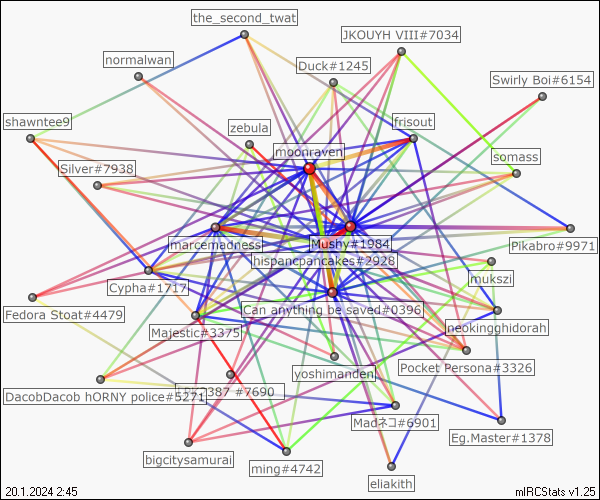 the_second_twat
JKOUYH VIII#7034
normalwan
Duck#1245
Swirly Boi#6154
shawntee9
zebula
frisout
moonraven
somass
Silver#7938
marcemadness
Mushy#1984
Pikabro#9971
hispancpancakes#2928
mukszi
Cypha#1717
Fedora Stoat#4479
Can anything be saved#0396
neokingghidorah
Majestic#3375
yoshimanden
Pocket Persona#3326
DacobDacob hORNY police#5271
#7690
Madネコ#6901
Eg.Master#1378
bigcitysamurai
ming#4742
eliakith
20.1.2024 2:45
mIRCStats v1.25